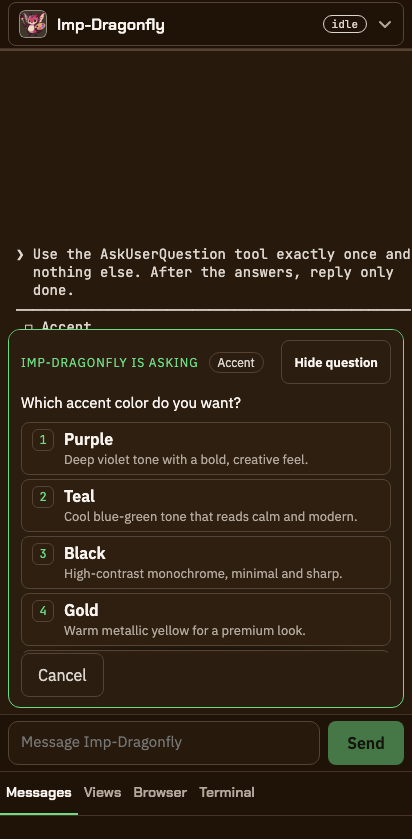 Imp-Dragonfly
idle
❯ Use the AskUserQuestion tool exactly once and
nothing else. After the answers, reply only
done.
Accent
IMP-DRAGONFLY IS ASKING
Accent
Hide question
Which accent color do you want?
1 Purple
Deep violet tone with a bold, creative feel.
2 Teal
Cool blue-green tone that reads calm and modern.
3 Black
High-contrast monochrome, minimal and sharp.
4 Gold
Warm metallic yellow for a premium look.
Cancel
Message Imp-Dragonfly
Send
Messages Views Browser Terminal